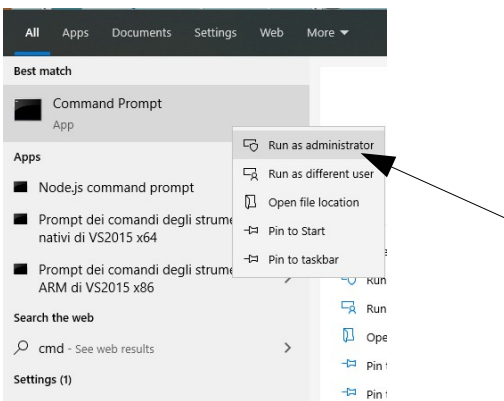 All Apps Documents Settings Web More
Best match
Command Prompt
App
Run as administrator
Run as different user
Open file location
Pin to Start
Pin to taskbar
Apps
Node.js command prompt
Prompt dei comandi degli strume
nativi di VS2015 x64
Prompt dei comandi degli strume
ARM di VS2015 x86
Search the web
cmd - See web results
Settings (1)
Run
Run
Ope
Pin
Pin